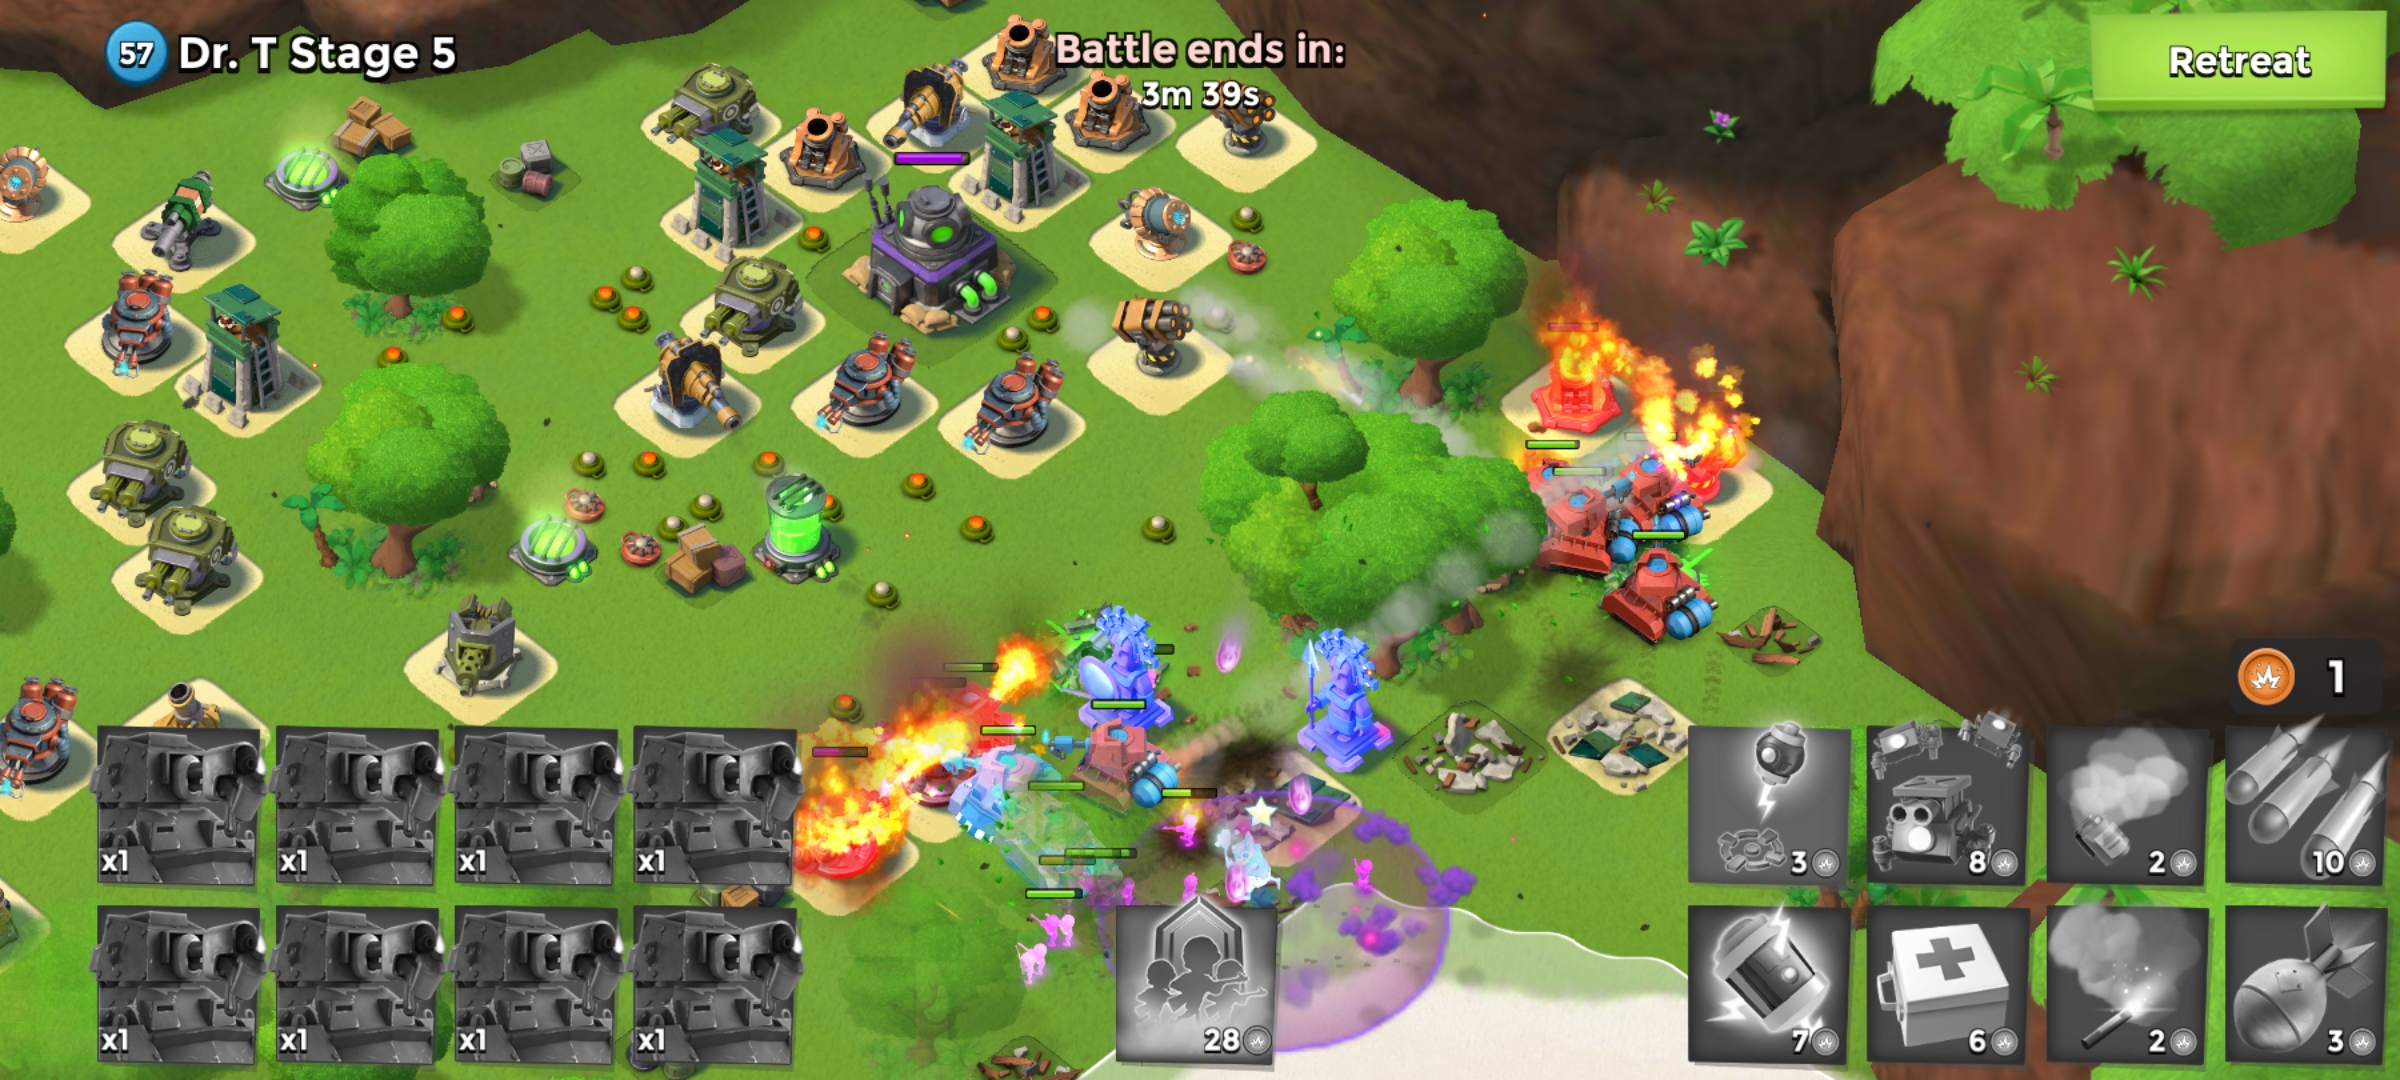 57 Dr. T Stage 5
Battle ends in:
3m 39s
Retreat
1
x1 x1 x1 x1
3 8 2 10
x1 x1 x1 x1
28
7 6 2 3